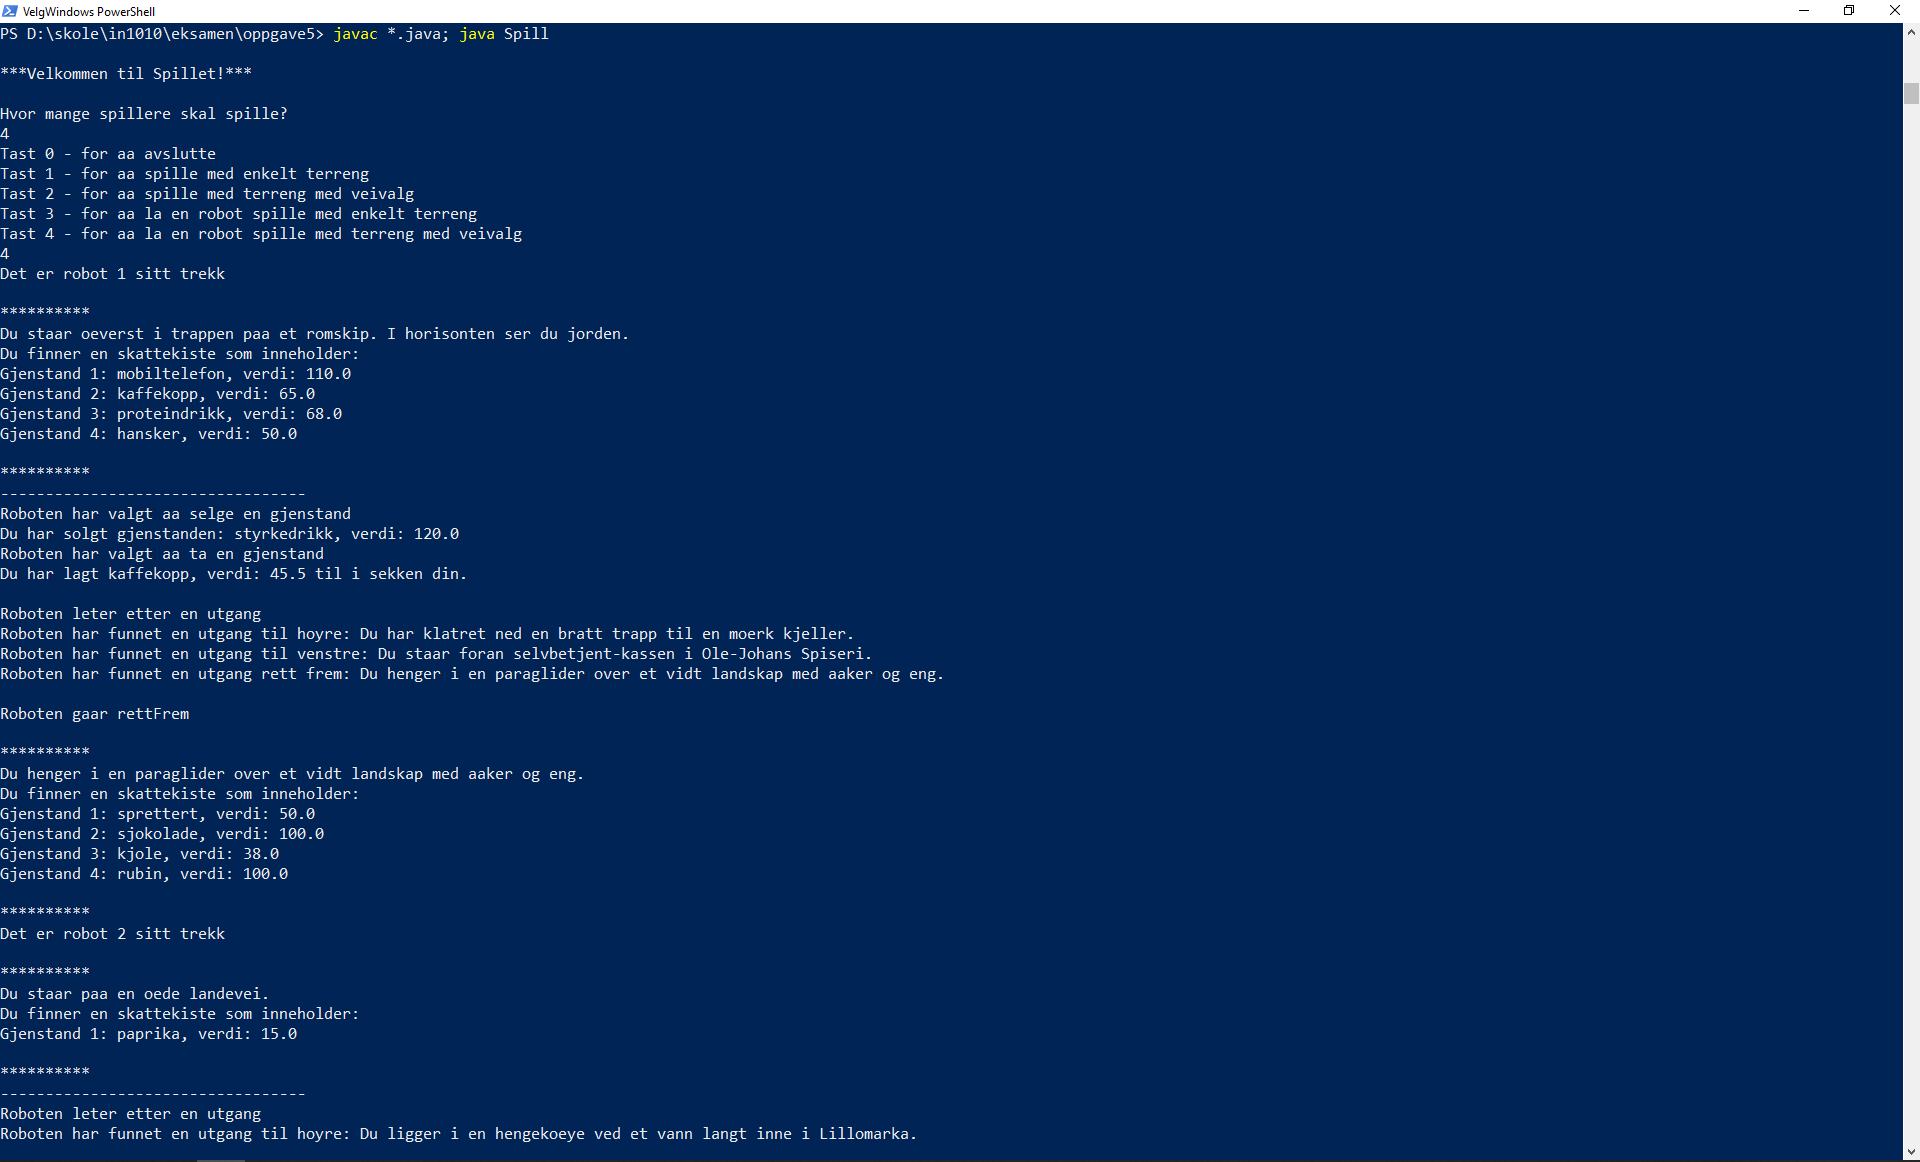 VelgWindows PowerShell
PS D:\skole\in1010\eksamen\oppgave5> javac *.java; java Spill
***Velkommen til Spillet!***
Hvor mange spillere skal spille?
4
Tast 0 - for aa avslutte
Tast 1 - for aa spille med enkelt terreng
Tast 2 - for aa spille med terreng med veivalg
Tast 3 - for aa la en robot spille med enkelt terreng
Tast 4 - for aa la en robot spille med terreng med veivalg
4
Det er robot 1 sitt trekk
**********
Du staar oeverst i trappen paa et romskip. I horisonten ser du jorden.
Du finner en skattekiste som inneholder:
Gjenstand 1: mobiltelefon, verdi: 110.0
Gjenstand 2: kaffekopp, verdi: 65.0
Gjenstand 3: proteindrikk, verdi: 68.0
Gjenstand 4: hansker, verdi: 50.0
**********
----------------------------------
Roboten har valgt aa selge en gjenstand
Du har solgt gjenstanden: styrkedrikk, verdi: 120.0
Roboten har valgt aa ta en gjenstand
Du har lagt kaffekopp, verdi: 45.5 til i sekken din.
Roboten leter etter en utgang
Roboten har funnet en utgang til hoyre: Du har klatret ned en bratt trapp til en moerk kjeller.
Roboten har funnet en utgang til venstre: Du staar foran selvbetjent-kassen i Ole-Johans Spiseri.
Roboten har funnet en utgang rett frem: Du henger i en paraglider over et vidt landskap med aaker og eng.
Roboten gaar rettFrem
**********
Du henger i en paraglider over et vidt landskap med aaker og eng.
Du finner en skattekiste som inneholder:
Gjenstand 1: sprettert, verdi: 50.0
Gjenstand 2: sjokolade, verdi: 100.0
Gjenstand 3: kjole, verdi: 38.0
Gjenstand 4: rubin, verdi: 100.0
**********
Det er robot 2 sitt trekk
**********
Du staar paa en oede landevei.
Du finner en skattekiste som inneholder:
Gjenstand 1: paprika, verdi: 15.0
**********
----------------------------------
Roboten leter etter en utgang
Roboten har funnet en utgang til hoyre: Du ligger i en hengekoeye ved et vann langt inne i Lillomarka.